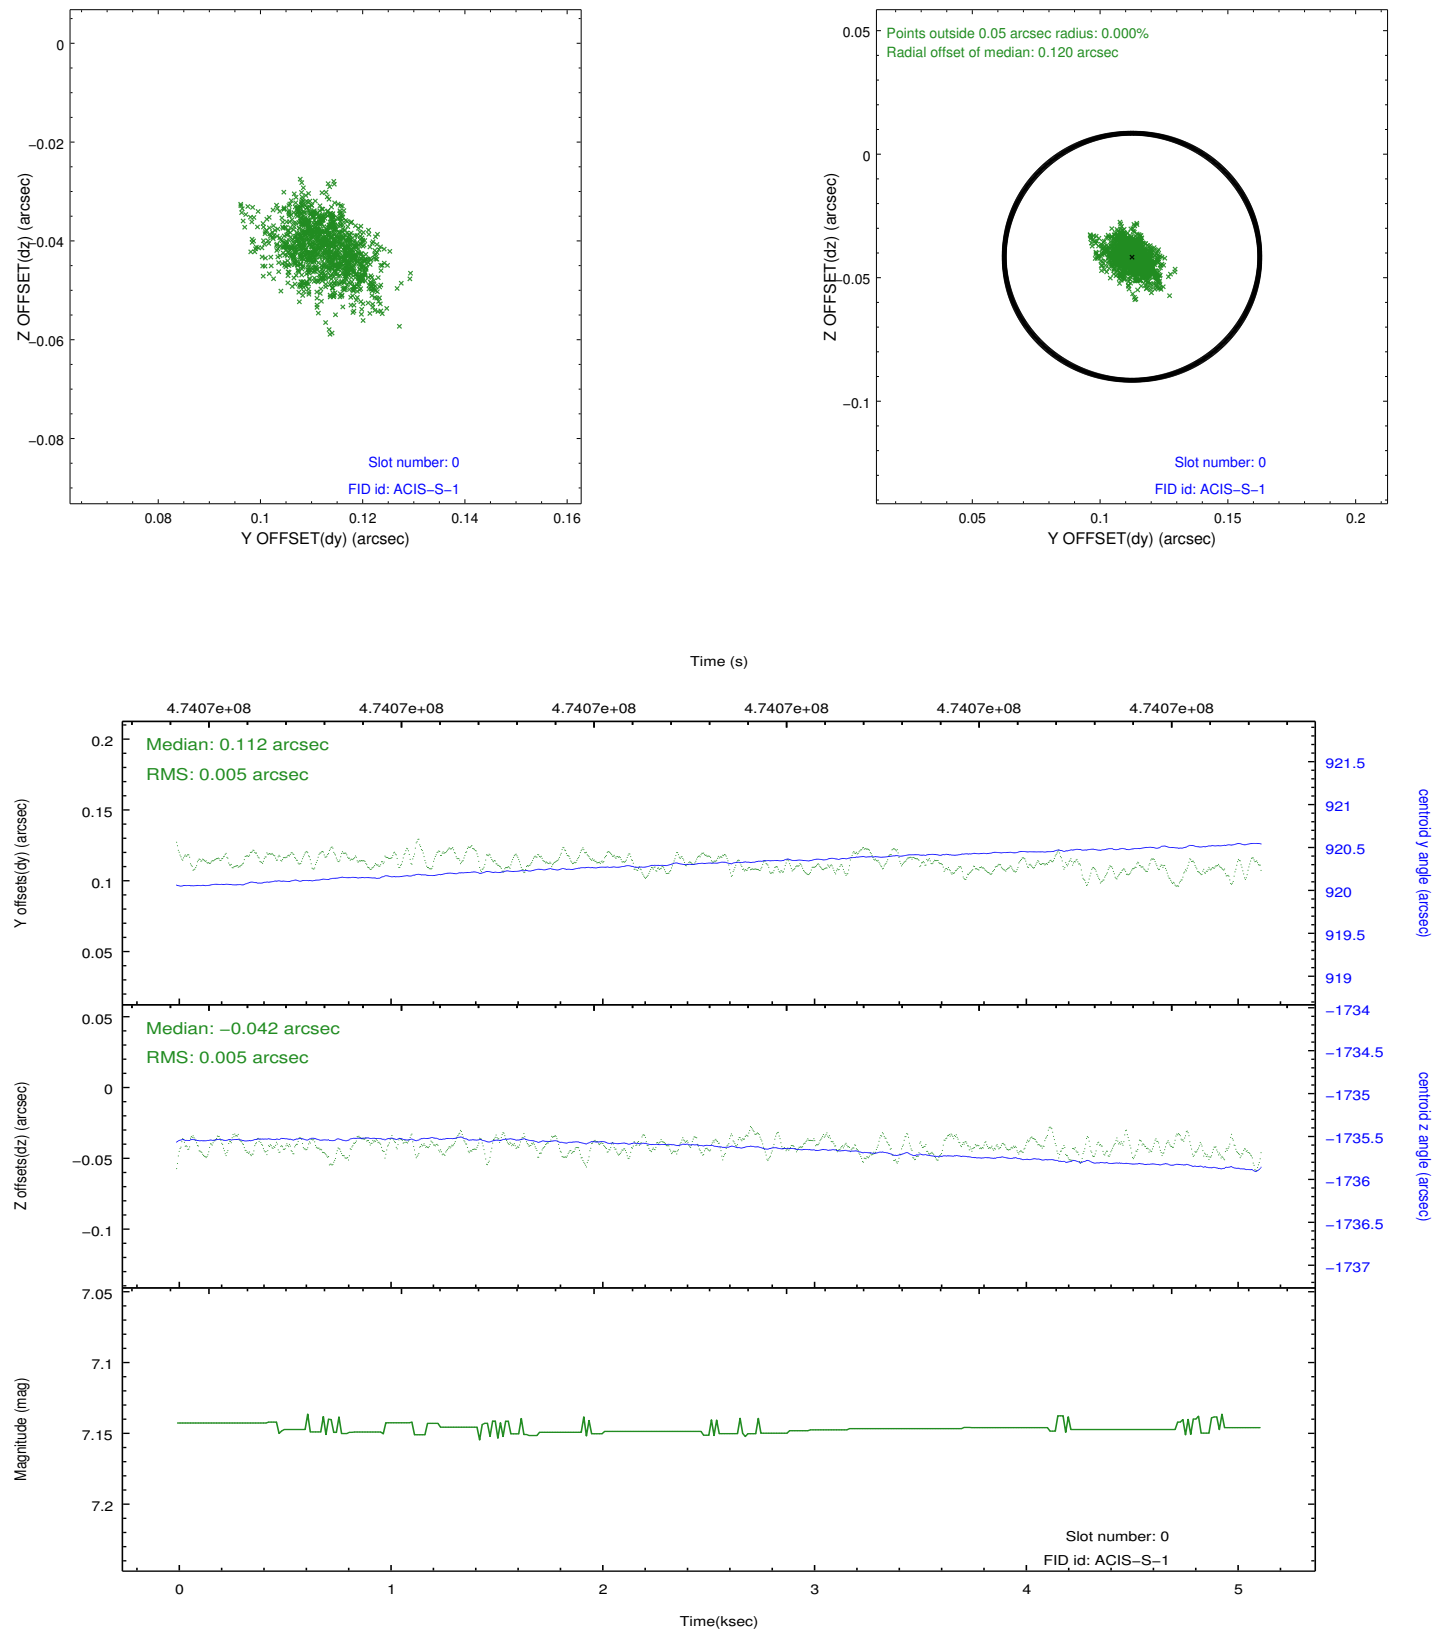 0
−0.02
−0.04
−0.06
−0.08
Z OFFSET(dz) (arcsec)
0.08
0.1
0.12
0.14
0.16
Y OFFSET(dy) (arcsec)
Slot number: 0
FID id: ACIS−S−1
Points outside 0.05 arcsec radius: 0.000%
Radial offset of median: 0.120 arcsec
0.05
0
−0.05
−0.1
Z OFFSET(dz) (arcsec)
0.05
0.1
0.15
0.2
Y OFFSET(dy) (arcsec)
Slot number: 0
FID id: ACIS−S−1
Time (s)
4.7407e+08
4.7407e+08
4.7407e+08
4.7407e+08
4.7407e+08
4.7407e+08
Median: 0.112 arcsec
RMS: 0.005 arcsec
0.2
0.15
0.1
0.05
Y offsets(dy) (arcsec)
921.5
921
920.5
920
919.5
919
centroid y angle (arcsec)
Median: −0.042 arcsec
RMS: 0.005 arcsec
0.05
0
−0.05
−0.1
Z offsets(dz) (arcsec)
−1734
−1734.5
−1735
−1735.5
−1736
−1736.5
−1737
centroid z angle (arcsec)
7.05
7.1
7.15
7.2
Magnitude (mag)
Slot number: 0
FID id: ACIS−S−1
0
1
2
3
4
5
Time(ksec)